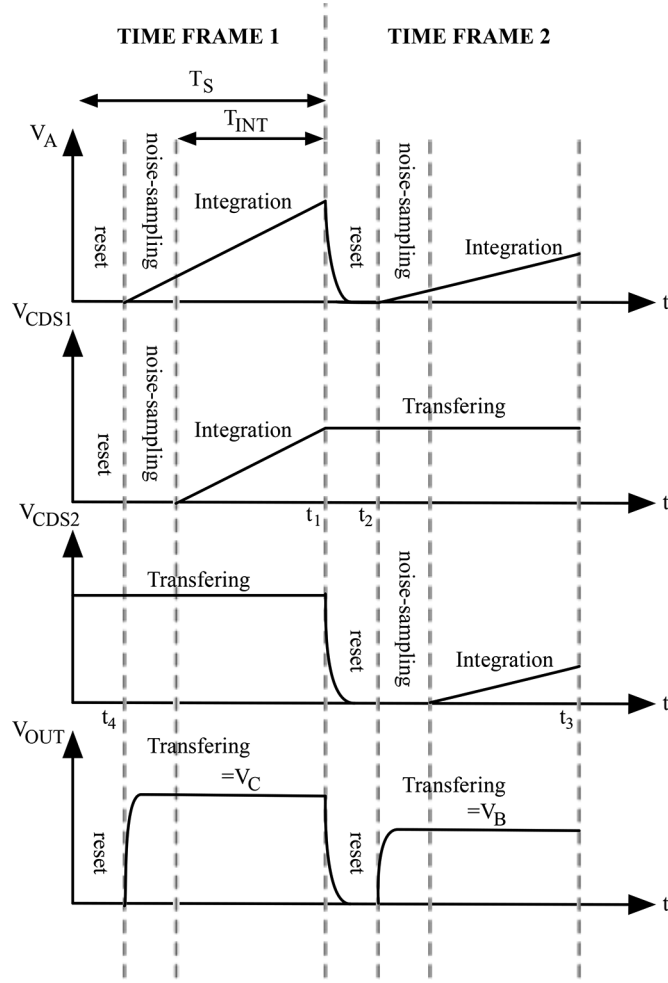 TIME FRAME 1
TIME FRAME 2
T_S
T_INT
V_A
reset
noise-sampling
Integration
reset
noise-sampling
Integration
t
V_CDS1
reset
noise-sampling
Integration
Transfering
t_1
t_2
t
V_CDS2
Transfering
reset
noise-sampling
Integration
t_4
t_3
t
V_OUT
reset
Transfering
=V_C
reset
Transfering
=V_B
t